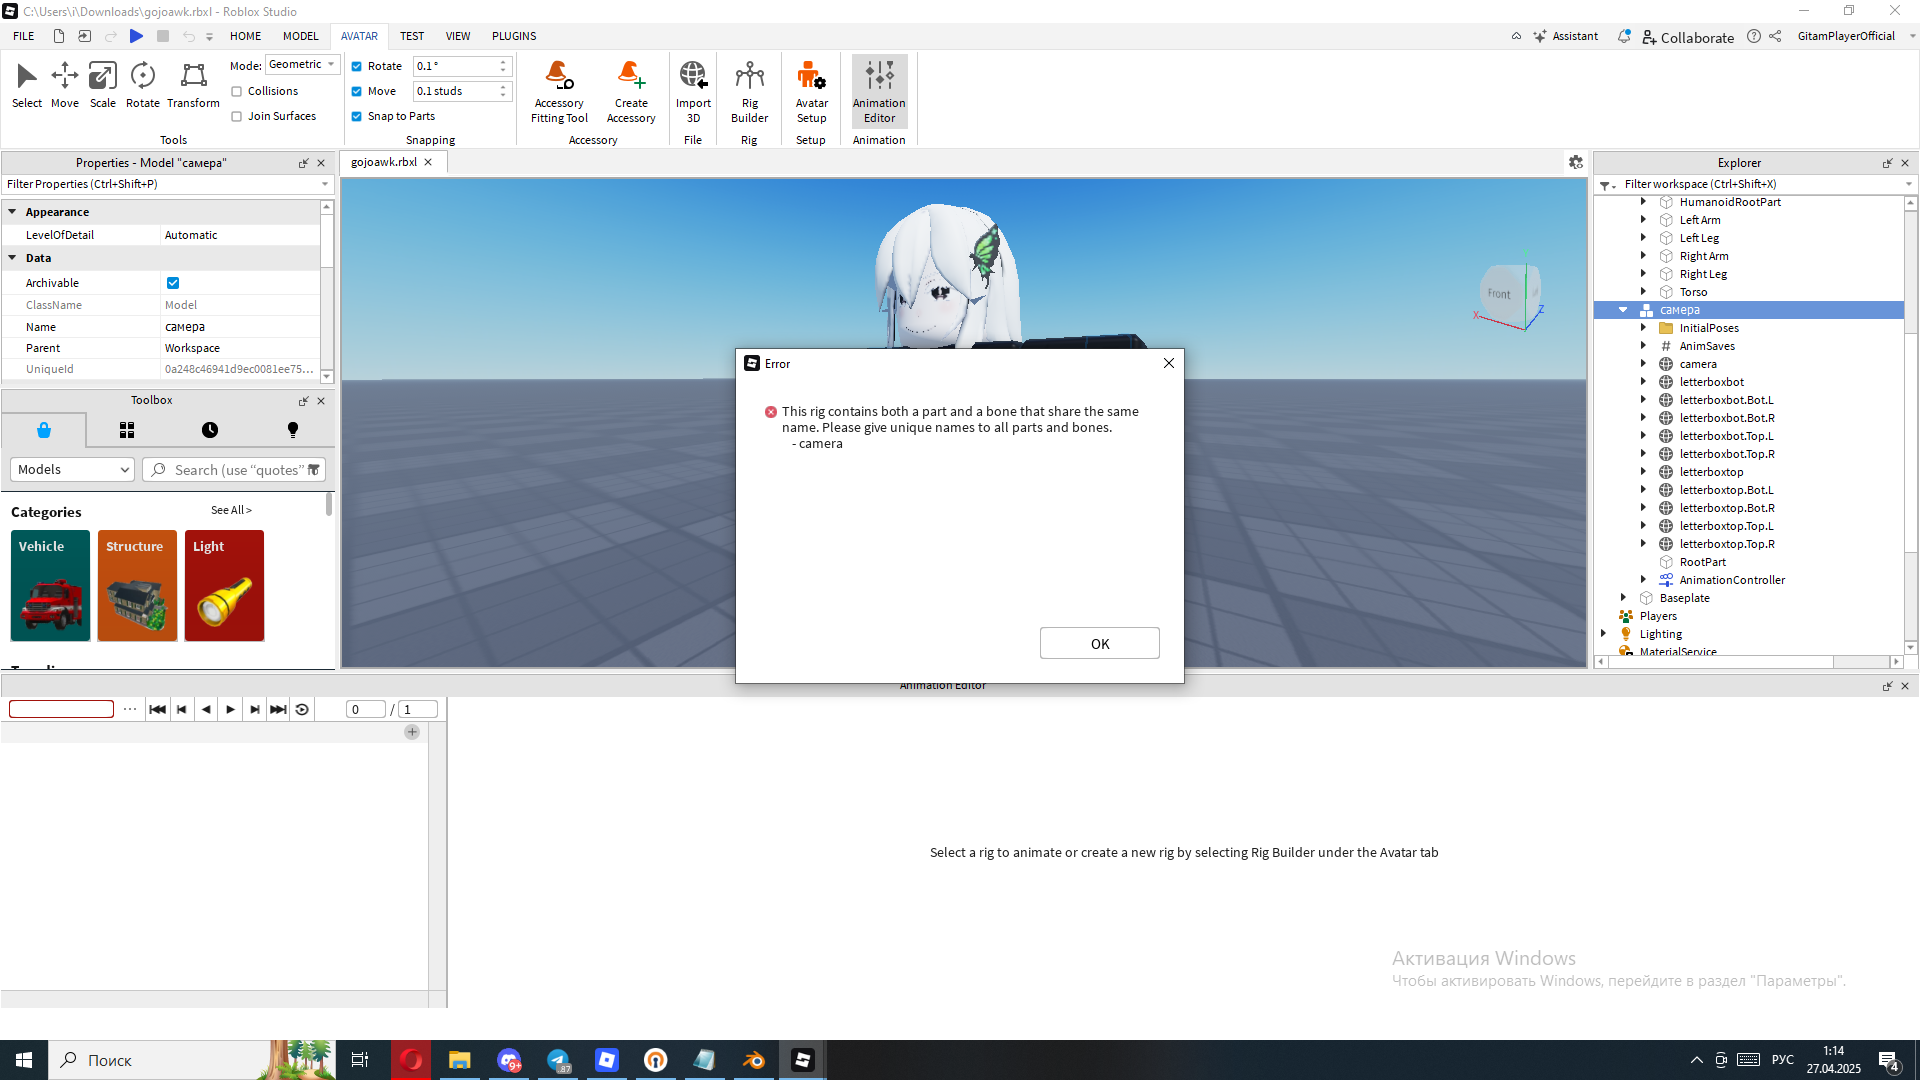 C:\Users\i\Downloads\gojoawk.rbxl - Roblox Studio
FILE
HOME
MODEL
AVATAR
TEST
VIEW
PLUGINS
Assistant
Collaborate
GitamPlayerOfficial
Select
Move
Scale
Rotate
Transform
Mode:
Geometric
Collisions
Join Surfaces
Tools
Rotate
0.1°
Move
0.1 studs
Snap to Parts
Snapping
Accessory
Fitting Tool
Create
Accessory
Accessory
Import
3D
File
Rig
Builder
Rig
Avatar
Setup
Setup
Animation
Editor
Animation
Properties - Model "самера"
Filter Properties (Ctrl+Shift+P)
Appearance
LevelOfDetail
Automatic
Data
Archivable
ClassName
Model
Name
самера
Parent
Workspace
UniqueId
0a248c46941d9ec0081ee75...
Toolbox
Models
Search (use “quotes”
Categories
See All >
Vehicle
Structure
Light
gojoawk.rbxl
Front
X
Z
Error
This rig contains both a part and a bone that share the same
name. Please give unique names to all parts and bones.
- camera
OK
Explorer
Filter workspace (Ctrl+Shift+X)
HumanoidRootPart
Left Arm
Left Leg
Right Arm
Right Leg
Torso
самера
InitialPoses
AnimSaves
camera
letterboxbot
letterboxbot.Bot.L
letterboxbot.Bot.R
letterboxbot.Top.L
letterboxbot.Top.R
letterboxtop
letterboxtop.Bot.L
letterboxtop.Bot.R
letterboxtop.Top.L
letterboxtop.Top.R
RootPart
AnimationController
Baseplate
Players
Lighting
MaterialService
Animation Editor
0 / 1
Select a rig to animate or create a new rig by selecting Rig Builder under the Avatar tab
Активация Windows
Чтобы активировать Windows, перейдите в раздел "Параметры".
Поиск
9+
87
РУС
1:14
27.04.2025
4